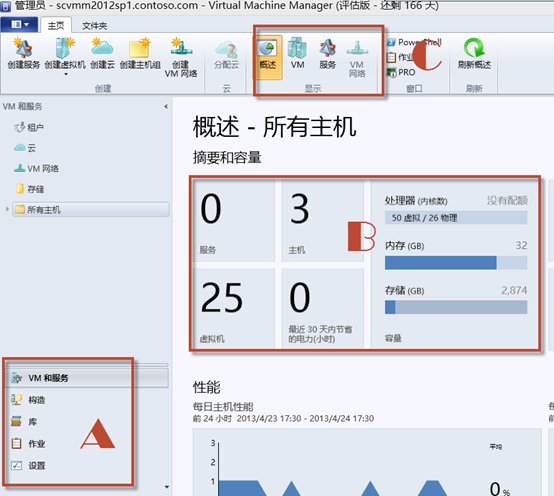 管理员 - scvmm2012sp1.contoso.com - Virtual Machine Manager (评估版 - 还剩 166 天)
主页 文件夹
创建服务 创建虚拟机 创建云 创建主机组 创建 VM 网络
创建
分配云
云
概述 VM 服务 VM 网络
显示
PowerShell
作业
PRO
窗口
刷新概述
刷新
C
VM 和服务
租户
云
VM 网络
存储
所有主机
VM 和服务
构造
库
作业
设置
A
概述 - 所有主机
摘要和容量
0
服务
3
主机
25
虚拟机
0
最近 30 天内节省
的电力(小时)
B
处理器 (内核数) 没有配额
50 虚拟 / 26 物理
内存 (GB) 32
存储 (GB) 2,874
容量
性能
每日主机性能
前 24 小时 2013/4/23 17:30 - 2013/4/24 17:30
3
2
1
平均
0 %